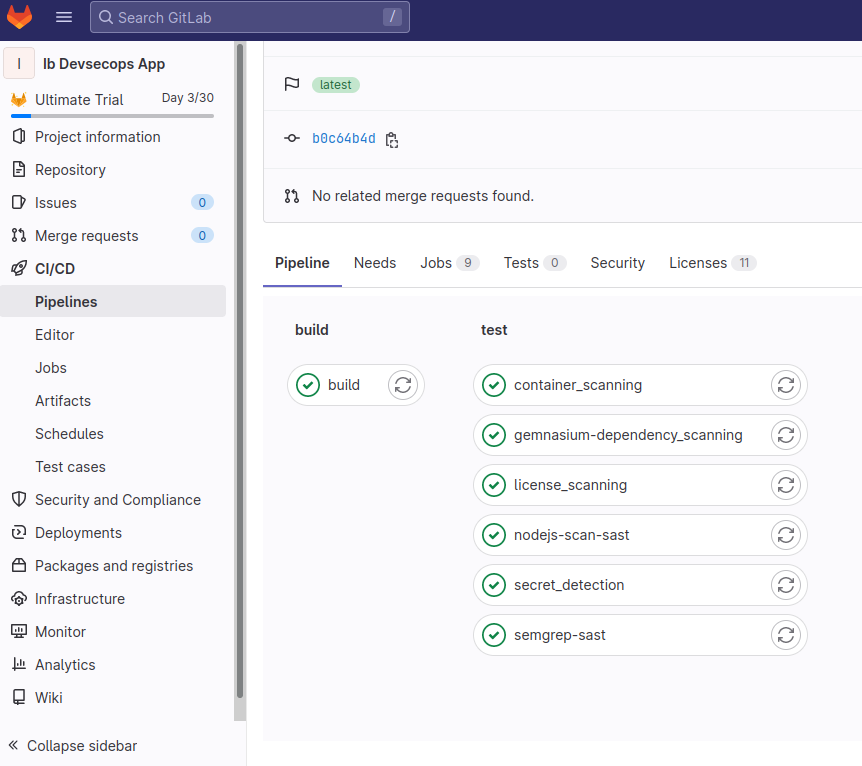 Search GitLab /
I Ib Devsecops App
Ultimate Trial Day 3/30
Project information
Repository
Issues 0
Merge requests 0
CI/CD
Pipelines
Editor
Jobs
Artifacts
Schedules
Test cases
Security and Compliance
Deployments
Packages and registries
Infrastructure
Monitor
Analytics
Wiki
Collapse sidebar
latest
b0c64b4d
No related merge requests found.
Pipeline Needs Jobs 9 Tests 0 Security Licenses 11
build
build
test
container_scanning
gemnasium-dependency_scanning
license_scanning
nodejs-scan-sast
secret_detection
semgrep-sast